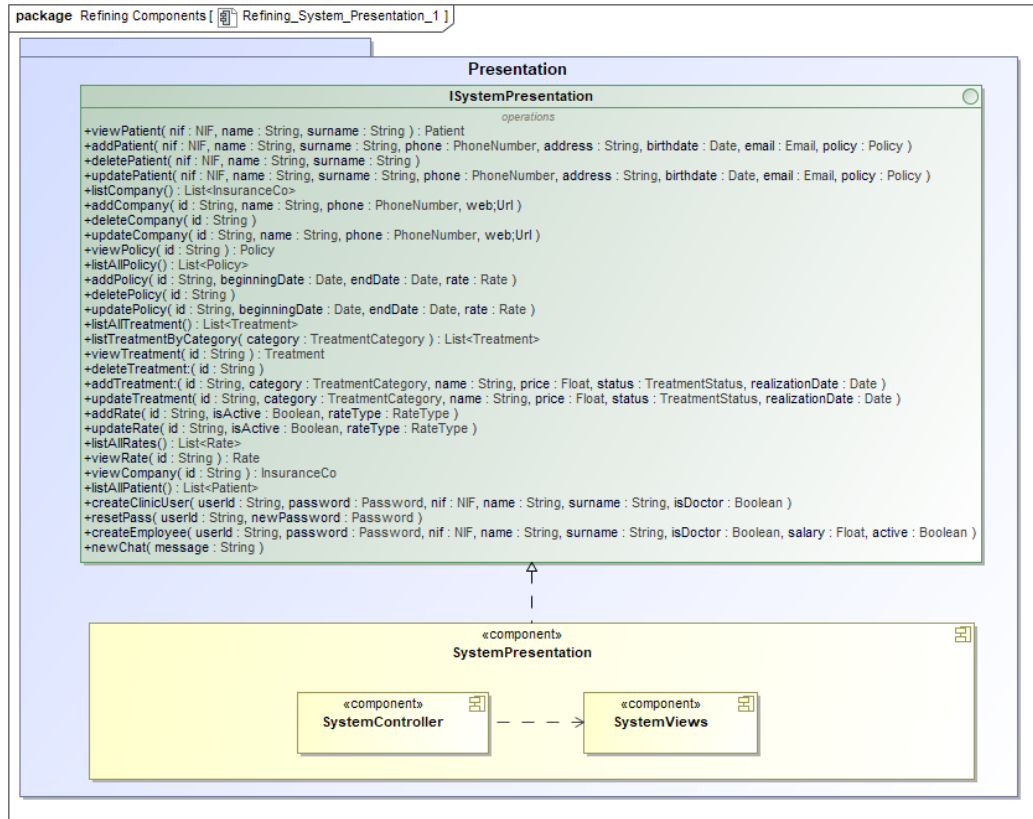 package Refining Components [ Refining_System_Presentation_1 ]
Presentation
ISystemPresentation
operations
+viewPatient( nif : NIF, name : String, surname : String ) : Patient
+addPatient( nif : NIF, name : String, surname : String, phone : PhoneNumber, address : String, birthdate : Date, email : Email, policy : Policy )
+deletePatient( nif : NIF, name : String, surname : String )
+updatePatient( nif : NIF, name : String, surname : String, phone : PhoneNumber, address : String, birthdate : Date, email : Email, policy : Policy )
+listCompany() : List<InsuranceCo>
+addCompany( id : String, name : String, phone : PhoneNumber, web;Url )
+deleteCompany( id : String )
+updateCompany( id : String, name : String, phone : PhoneNumber, web;Url )
+viewPolicy( id : String ) : Policy
+listAllPolicy() : List<Policy>
+addPolicy( id : String, beginningDate : Date, endDate : Date, rate : Rate )
+deletePolicy( id : String )
+updatePolicy( id : String, beginningDate : Date, endDate : Date, rate : Rate )
+listAllTreatment() : List<Treatment>
+listTreatmentByCategory( category : TreatmentCategory ) : List<Treatment>
+viewTreatment( id : String ) : Treatment
+deleteTreatment:( id : String )
+addTreatment:( id : String, category : TreatmentCategory, name : String, price : Float, status : TreatmentStatus, realizationDate : Date )
+updateTreatment( id : String, category : TreatmentCategory, name : String, price : Float, status : TreatmentStatus, realizationDate : Date )
+addRate( id : String, isActive : Boolean, rateType : RateType )
+updateRate( id : String, isActive : Boolean, rateType : RateType )
+listAllRates() : List<Rate>
+viewRate( id : String ) : Rate
+viewCompany( id : String ) : InsuranceCo
+listAllPatient() : List<Patient>
+createClinicUser( userId : String, password : Password, nif : NIF, name : String, surname : String, isDoctor : Boolean )
+resetPass( userId : String, newPassword : Password )
+createEmployee( userId : String, password : Password, nif : NIF, name : String, surname : String, isDoctor : Boolean, salary : Float, active : Boolean )
+newChat( message : String )
«component»
SystemPresentation
«component»
SystemController
«component»
SystemViews